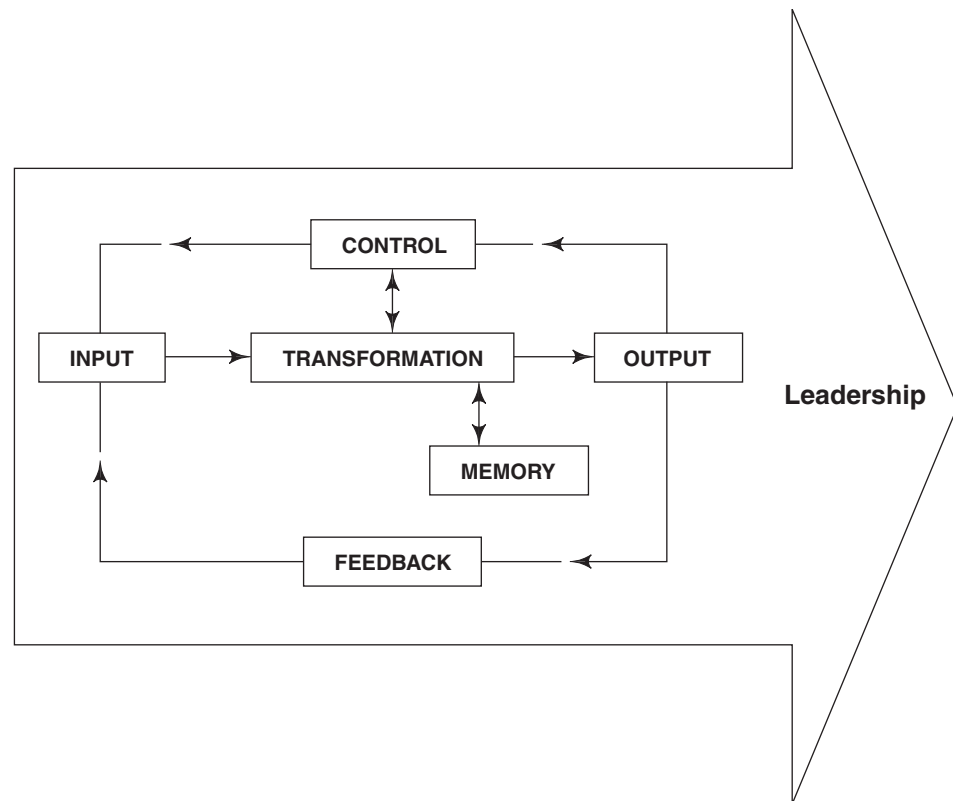 CONTROL
INPUT
TRANSFORMATION
OUTPUT
Leadership
MEMORY
FEEDBACK